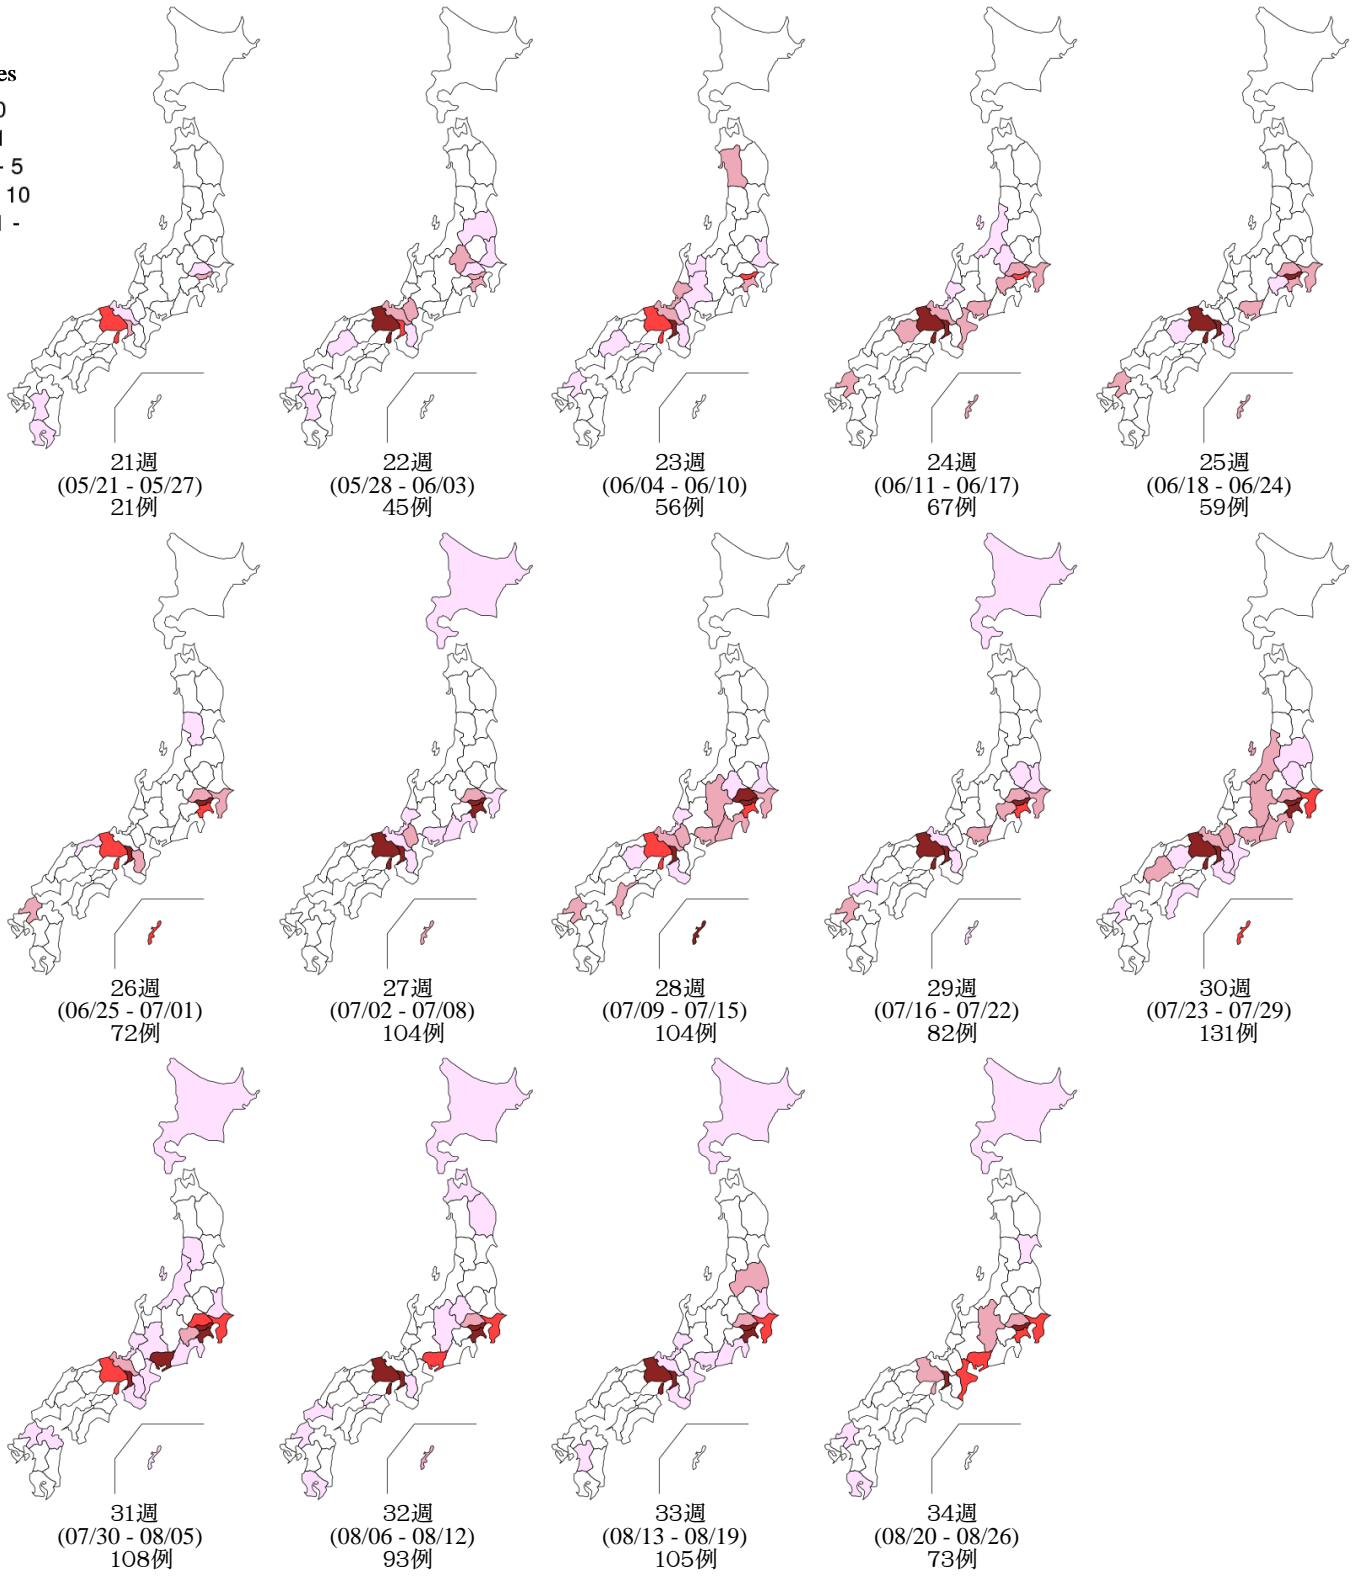 es
0
1
- 5
10
1 -
21週
(05/21 - 05/27)
21例
22週
(05/28 - 06/03)
45例
23週
(06/04 - 06/10)
56例
24週
(06/11 - 06/17)
67例
25週
(06/18 - 06/24)
59例
26週
(06/25 - 07/01)
72例
27週
(07/02 - 07/08)
104例
28週
(07/09 - 07/15)
104例
29週
(07/16 - 07/22)
82例
30週
(07/23 - 07/29)
131例
31週
(07/30 - 08/05)
108例
32週
(08/06 - 08/12)
93例
33週
(08/13 - 08/19)
105例
34週
(08/20 - 08/26)
73例